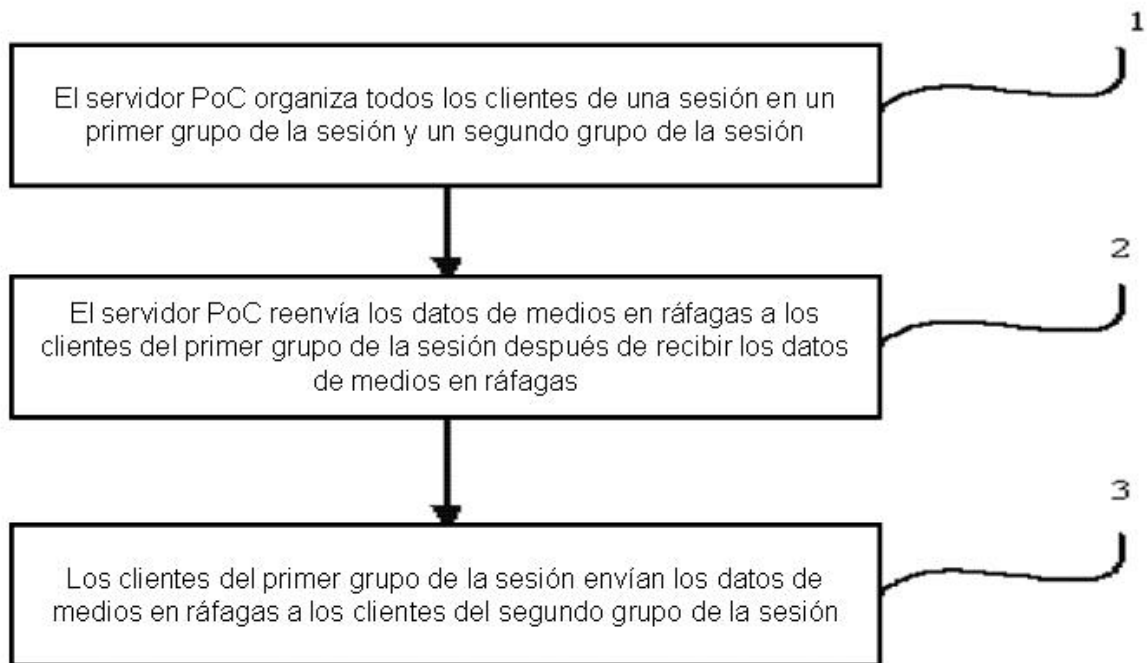 1
El servidor PoC organiza todos los clientes de una sesión en un
primer grupo de la sesión y un segundo grupo de la sesión
2
El servidor PoC reenvía los datos de medios en ráfagas a los
clientes del primer grupo de la sesión después de recibir los datos
de medios en ráfagas
3
Los clientes del primer grupo de la sesión envían los datos de
medios en ráfagas a los clientes del segundo grupo de la sesión